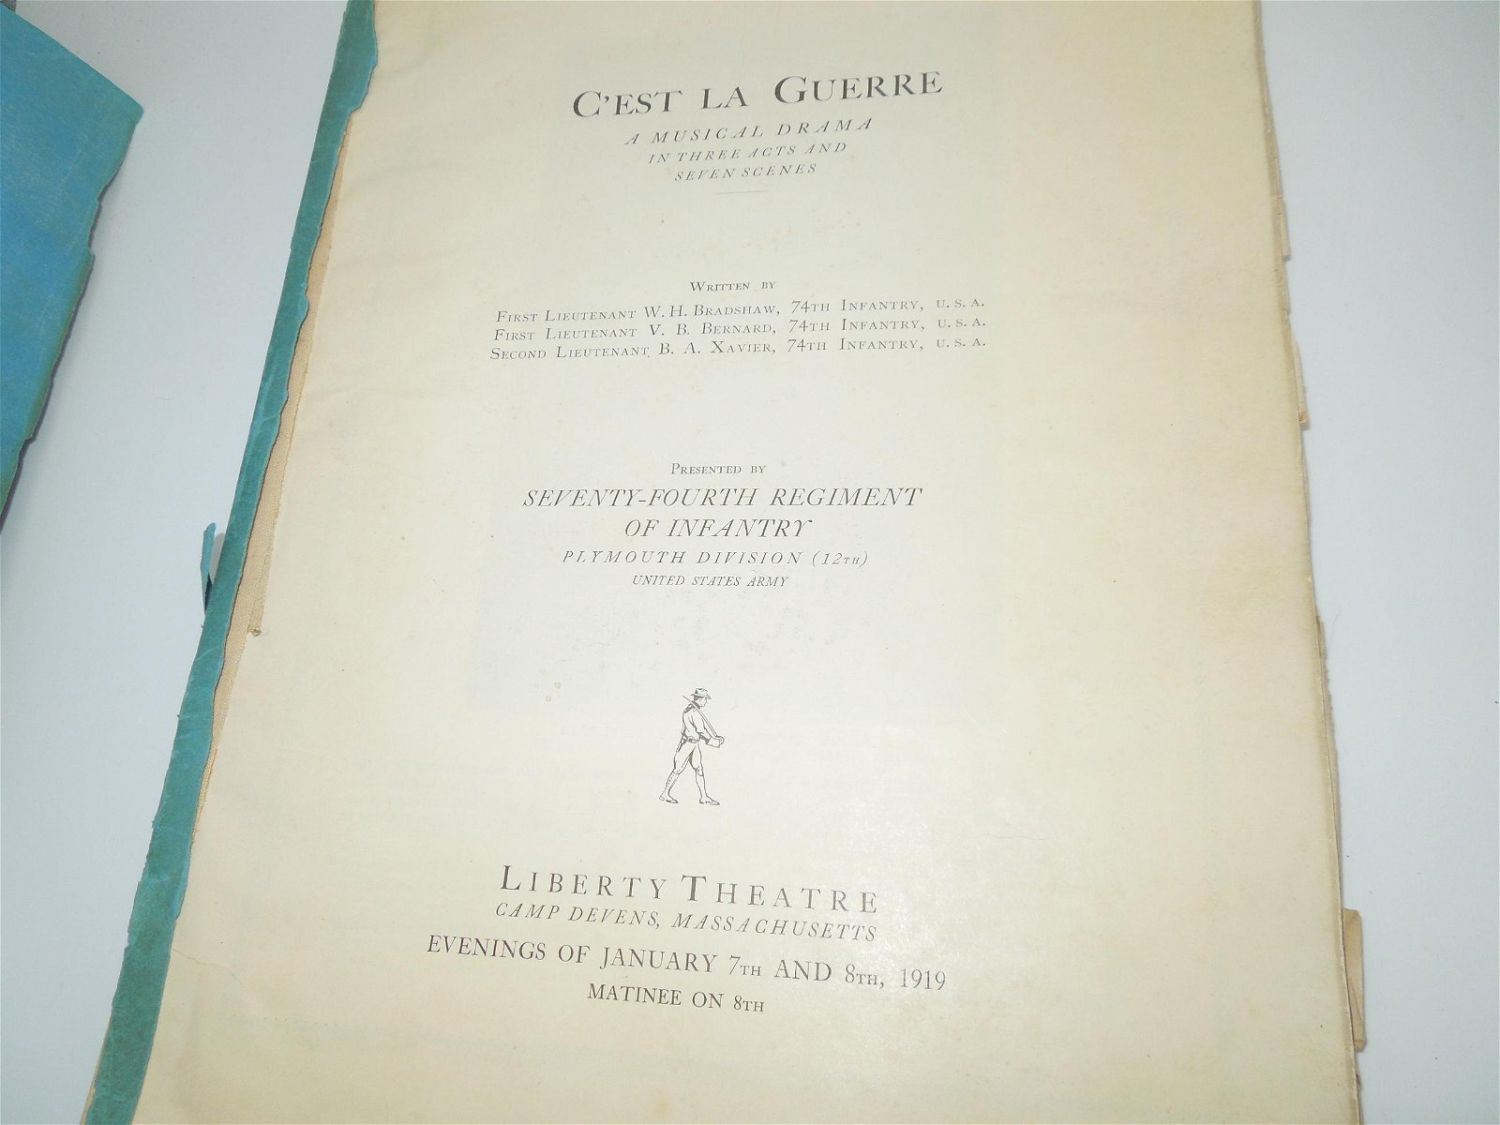 C'EST LA GUERRE
A MUSICAL DRAMA
IN THREE ACTS AND
SEVEN SCENES
WRITTEN BY
FIRST LIEUTENANT W. H. BRADSHAW, 74TH INFANTRY, U. S. A.
FIRST LIEUTENANT V. B. BERNARD, 74TH INFANTRY, U. S. A.
SECOND LIEUTENANT B. A. XAVIER, 74TH INFANTRY, U. S. A.
PRESENTED BY
SEVENTY-FOURTH REGIMENT
OF INFANTRY
PLYMOUTH DIVISION (12TH)
UNITED STATES ARMY
LIBERTY THEATRE
CAMP DEVENS, MASSACHUSETTS
EVENINGS OF JANUARY 7TH AND 8TH, 1919
MATINEE ON 8TH